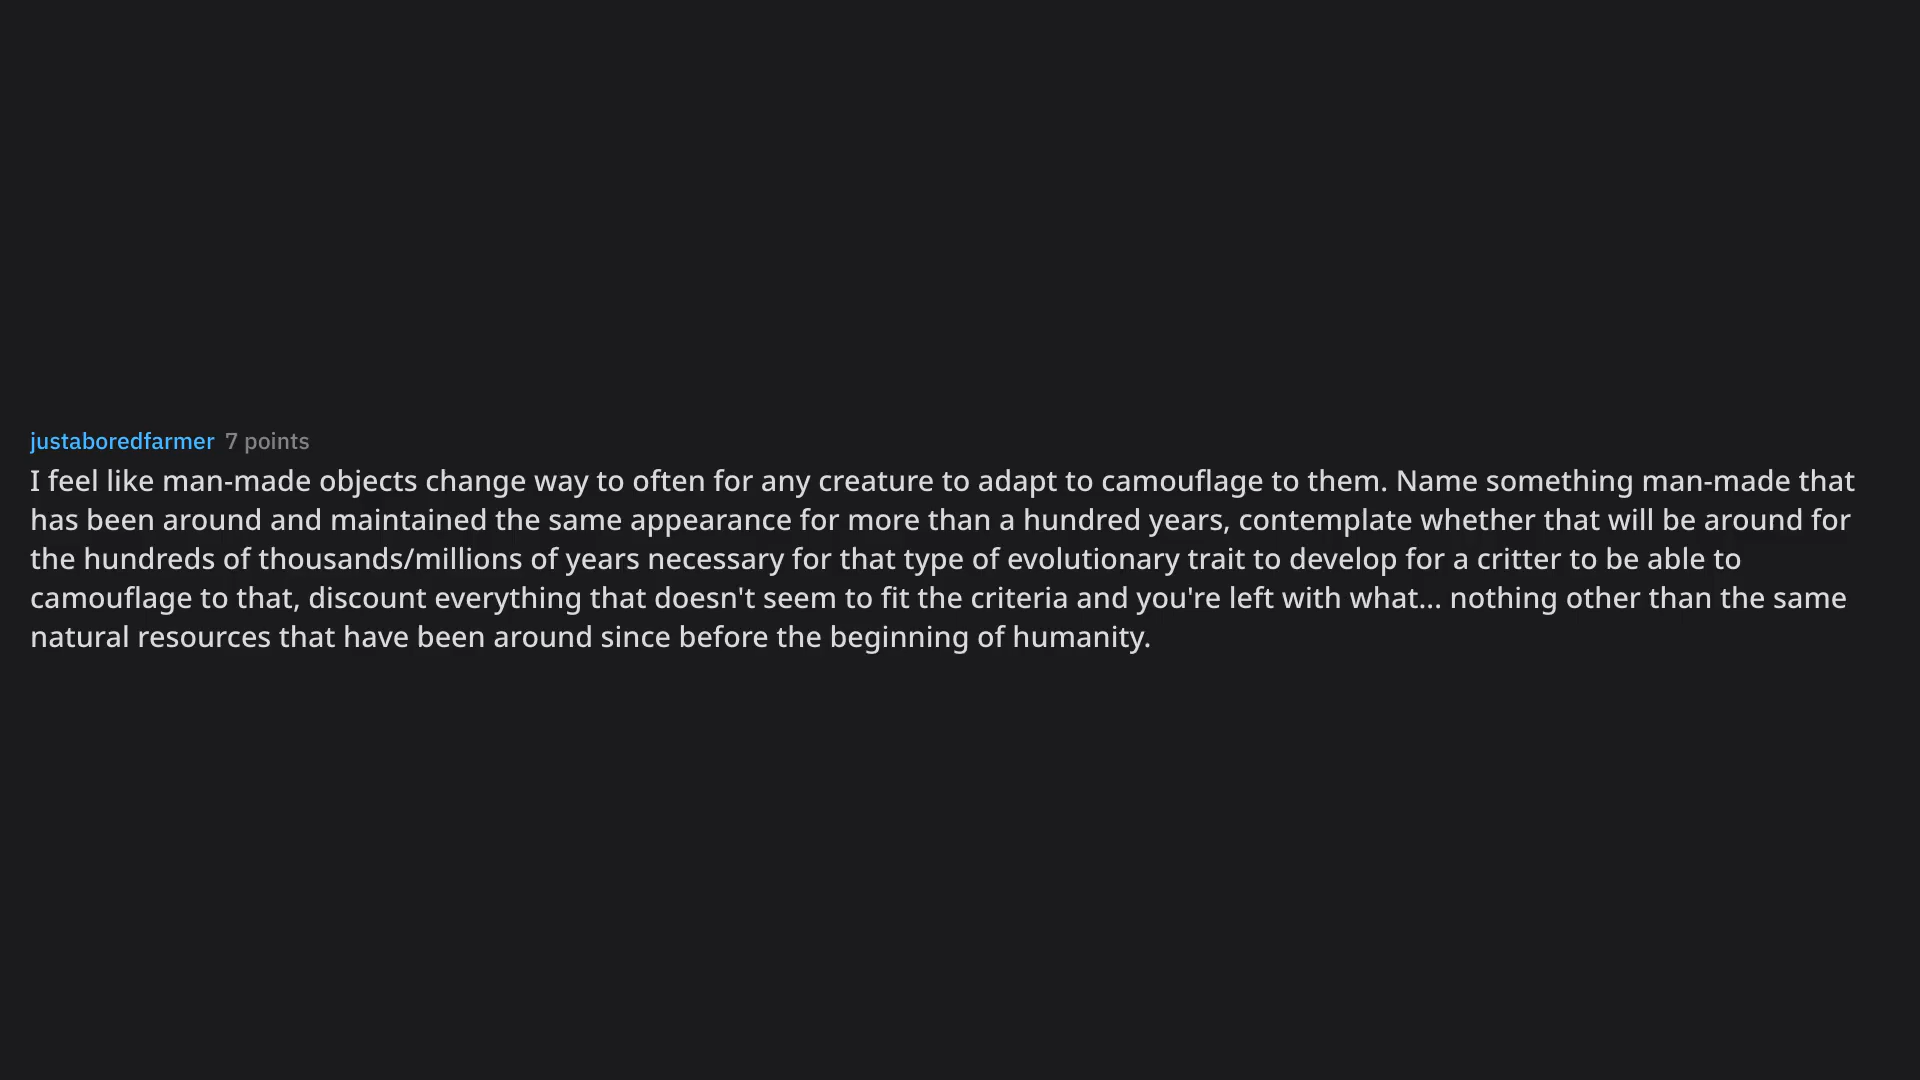 justaboredfarmer 7 points
I feel like man-made objects change way to often for any creature to adapt to camouflage to them. Name something man-made that
has been around and maintained the same appearance for more than a hundred years, contemplate whether that will be around for
the hundreds of thousands/millions of years necessary for that type of evolutionary trait to develop for a critter to be able to
camouflage to that, discount everything that doesn't seem to fit the criteria and you're left with what... nothing other than the same
natural resources that have been around since before the beginning of humanity.